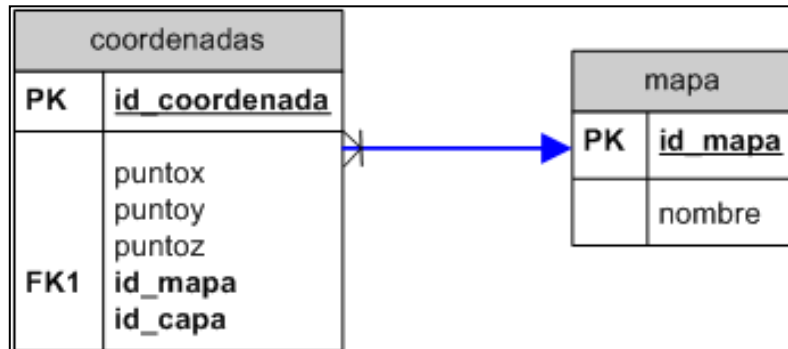 coordenadas
PK id_coordenada
puntox
puntoy
puntoz
FK1 id_mapa
id_capa
mapa
PK id_mapa
nombre